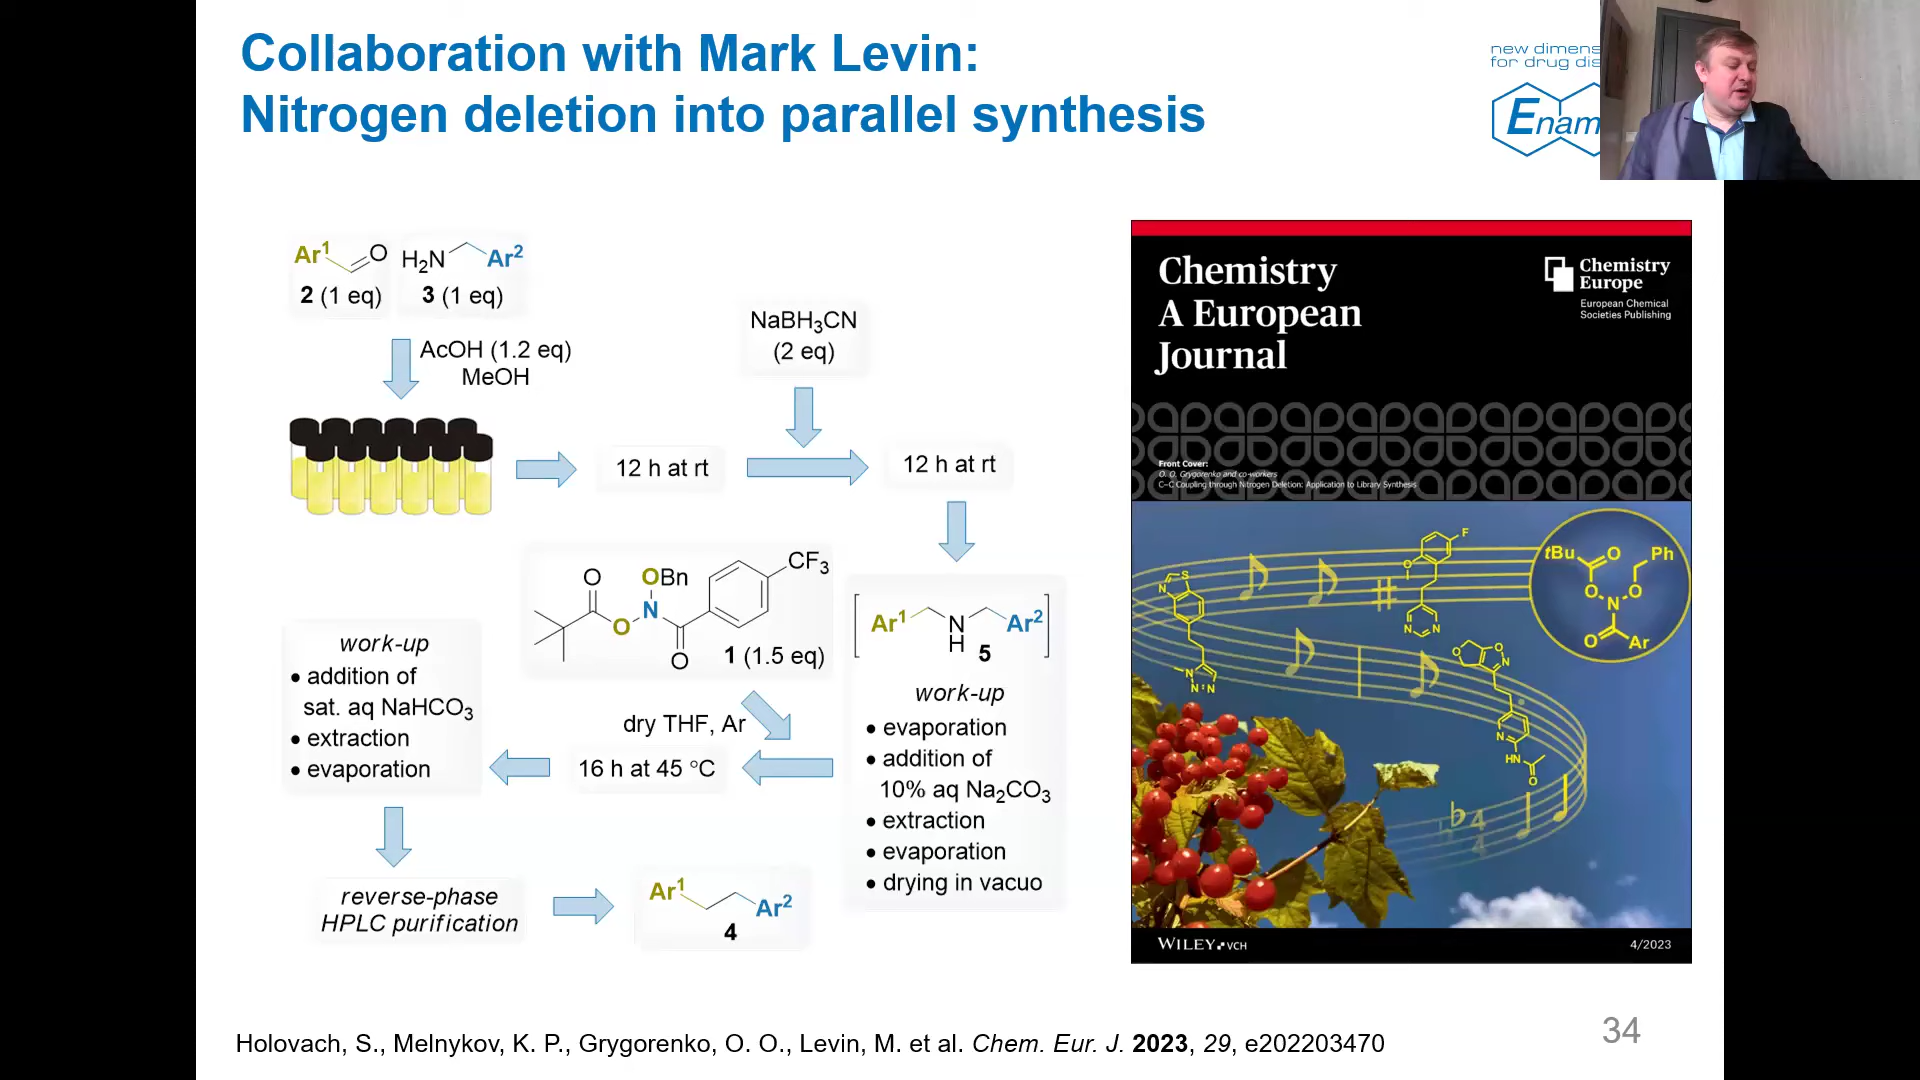 Collaboration with Mark Levin:
Nitrogen deletion into parallel synthesis
new dimens
for drug dis
Enam
Ar1
O
2 (1 eq)
H2N
Ar2
3 (1 eq)
AcOH (1.2 eq)
MeOH
12 h at rt
NaBH3CN
(2 eq)
12 h at rt
O
OBn
CF3
O
N
O
1 (1.5 eq)
Ar1
N
H
Ar2
5
work-up
• evaporation
• addition of
10% aq Na2CO3
• extraction
• evaporation
• drying in vacuo
dry THF, Ar
16 h at 45 °C
work-up
• addition of
sat. aq NaHCO3
• extraction
• evaporation
reverse-phase
HPLC purification
Ar1
Ar2
4
Chemistry
A European
Journal
Chemistry
Europe
European Chemical
Societies Publishing
Front Cover:
O. O. Grygorenko and co-workers
C–C Coupling through Nitrogen Deletion: Application to Library Synthesis
F
O
N
N
N
S
N
N
N
tBu
O
Ph
O
O
N
O
Ar
O
O
N
N
HN
O
4
4
WILEY-VCH
4/2023
Holovach, S., Melnykov, K. P., Grygorenko, O. O., Levin, M. et al. Chem. Eur. J. 2023, 29, e202203470
34